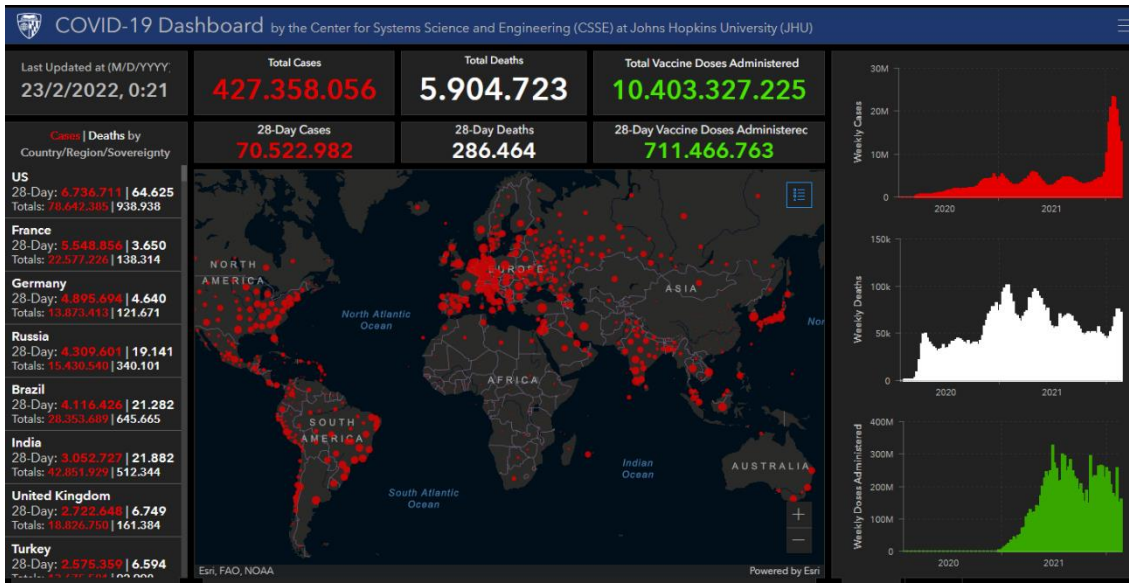 COVID-19 Dashboard by the Center for Systems Science and Engineering (CSSE) at Johns Hopkins University (JHU)
Last Updated at (M/D/YYYY)
23/2/2022, 0:21
Total Cases
427.358.056
Total Deaths
5.904.723
Total Vaccine Doses Administered
10.403.327.225
28-Day Cases
70.522.982
28-Day Deaths
286.464
28-Day Vaccine Doses Administerec
711.466.763
Cases | Deaths by
Country/Region/Sovereignty
US
28-Day: 6.736.711 | 64.625
Totals: 78.642.385 | 938.938
France
28-Day: 5.548.856 | 3.650
Totals: 22.577.226 | 138.314
Germany
28-Day: 4.895.694 | 4.640
Totals: 13.873.413 | 121.671
Russia
28-Day: 4.309.601 | 19.141
Totals: 15.430.540 | 340.101
Brazil
28-Day: 4.116.426 | 21.282
Totals: 28.353.689 | 645.665
India
28-Day: 3.052.727 | 21.882
Totals: 42.851.929 | 512.344
United Kingdom
28-Day: 2.722.648 | 6.749
Totals: 18.826.750 | 161.384
Turkey
28-Day: 2.575.359 | 6.594
NORTH
AMERICA
EUROPE
ASIA
North Atlantic
Ocean
Nor
AFRICA
SOUTH
AMERICA
Indian
Ocean
AUSTRALIA
South Atlantic
Ocean
+
−
Esri, FAO, NOAA
Powered by Esri
Weekly Cases
30M
20M
10M
0
2020
2021
Weekly Deaths
150k
100k
50k
0
2020
2021
Weekly Doses Administered
400M
300M
200M
100M
0
2020
2021